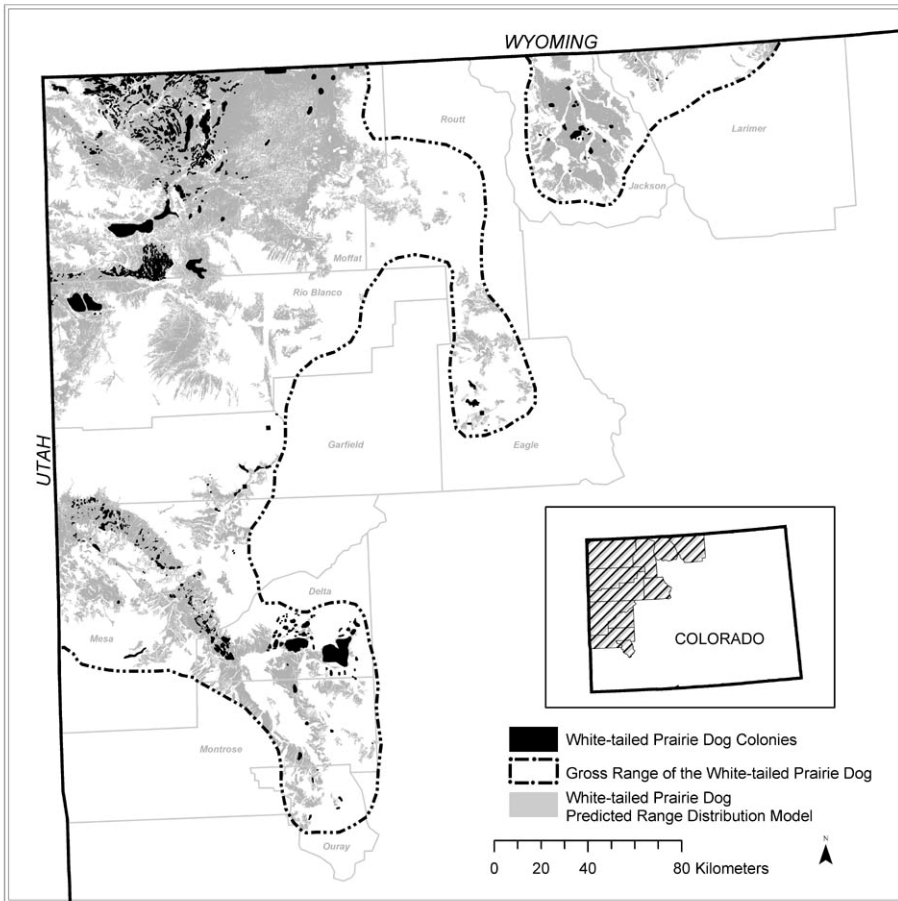 WYOMING
Routt
Larimer
Jackson
Moffat
Rio Blanco
UTAH
Garfield
Eagle
Delta
Mesa
COLORADO
Montrose
White-tailed Prairie Dog Colonies
Gross Range of the White-tailed Prairie Dog
White-tailed Prairie Dog
Predicted Range Distribution Model
Ouray
N
0 20 40 80 Kilometers